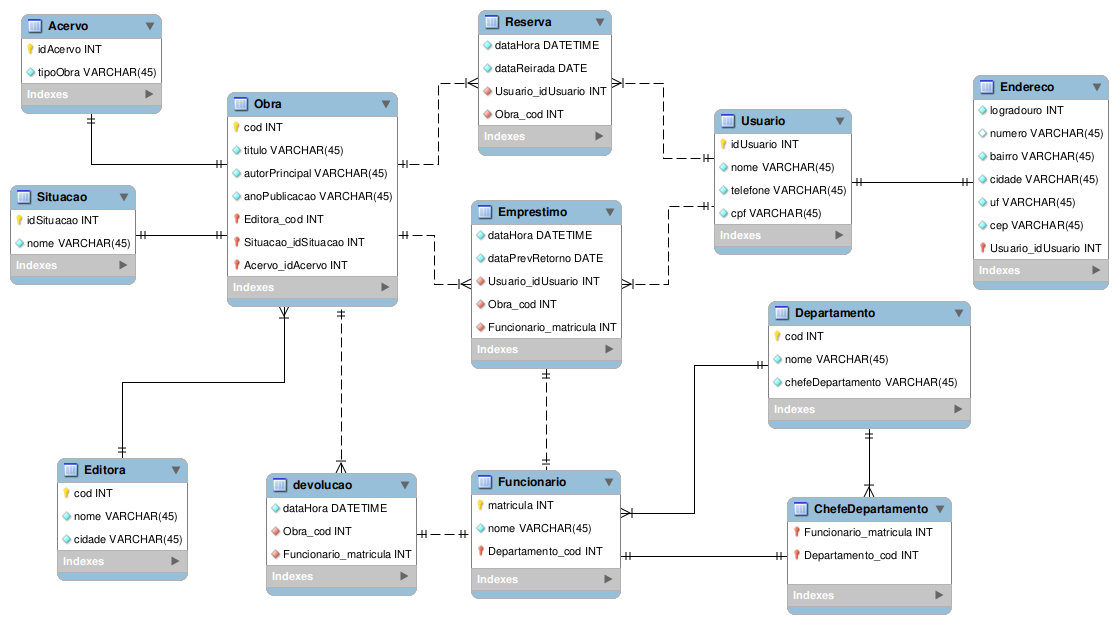 Acervo
idAcervo INT
tipoObra VARCHAR(45)
Indexes
Situacao
idSituacao INT
nome VARCHAR(45)
Indexes
Obra
cod INT
titulo VARCHAR(45)
autorPrincipal VARCHAR(45)
anoPublicacao VARCHAR(45)
Editora_cod INT
Situacao_idSituacao INT
Acervo_idAcervo INT
Indexes
Reserva
dataHora DATETIME
dataReirada DATE
Usuario_idUsuario INT
Obra_cod INT
Indexes
Emprestimo
dataHora DATETIME
dataPrevRetorno DATE
Usuario_idUsuario INT
Obra_cod INT
Funcionario_matricula INT
Indexes
Usuario
idUsuario INT
nome VARCHAR(45)
telefone VARCHAR(45)
cpf VARCHAR(45)
Indexes
Endereco
logradouro INT
numero VARCHAR(45)
bairro VARCHAR(45)
cidade VARCHAR(45)
uf VARCHAR(45)
cep VARCHAR(45)
Usuario_idUsuario INT
Indexes
Departamento
cod INT
nome VARCHAR(45)
chefeDepartamento VARCHAR(45)
Indexes
Editora
cod INT
nome VARCHAR(45)
cidade VARCHAR(45)
Indexes
devolucao
dataHora DATETIME
Obra_cod INT
Funcionario_matricula INT
Indexes
Funcionario
matricula INT
nome VARCHAR(45)
Departamento_cod INT
Indexes
ChefeDepartamento
Funcionario_matricula INT
Departamento_cod INT
Indexes